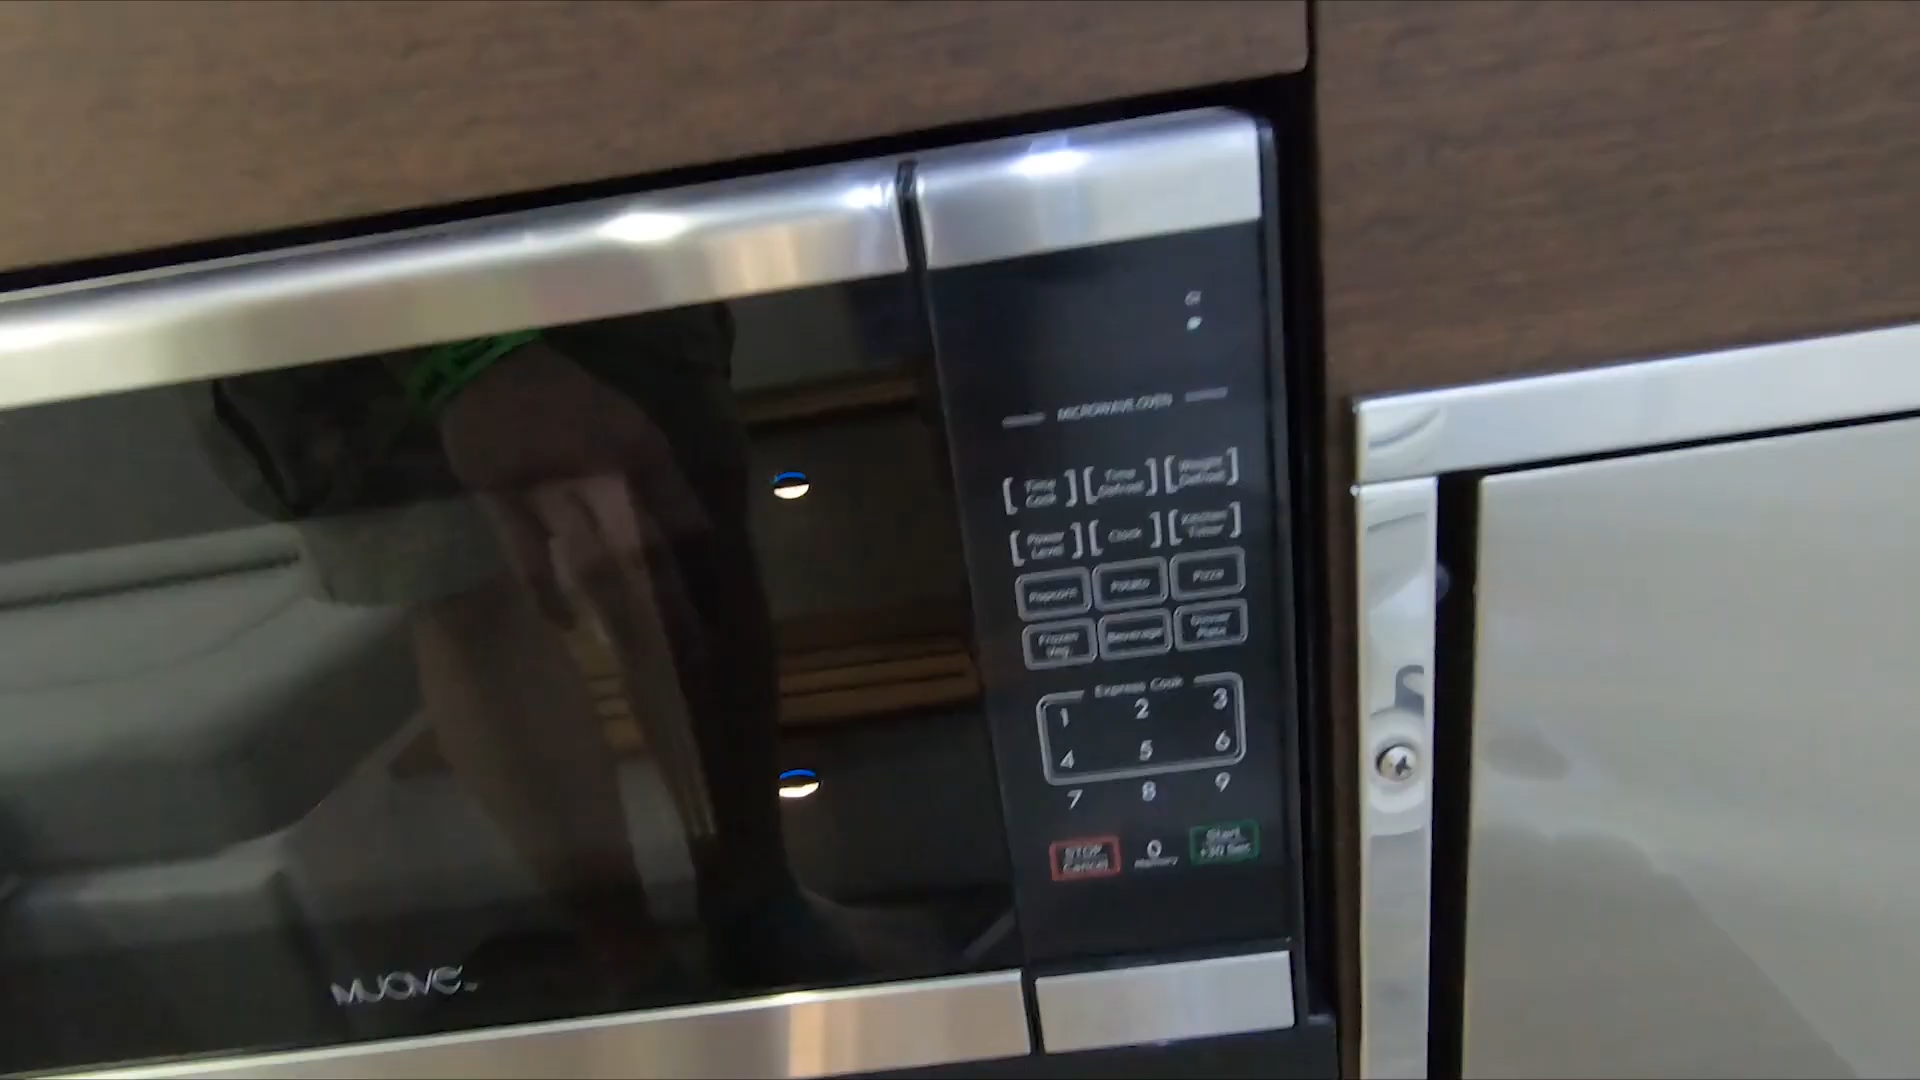 MICROWAVE OVEN
Time Cook
Time Defrost
Weight Defrost
Power Level
Clock
Kitchen Timer
Popcorn
Potato
Pizza
Frozen Veg.
Beverage
Dinner Plate
Express Cook
1 2 3
4 5 6
7 8 9
STOP Cancel
0 Memory
Start +30 Sec